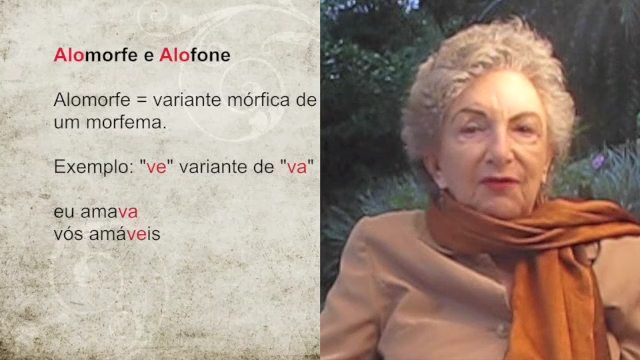 Alomorfe e Alofone
Alomorfe = variante mórfica de
um morfema.
Exemplo: "ve" variante de "va"
eu amava
vós amáveis